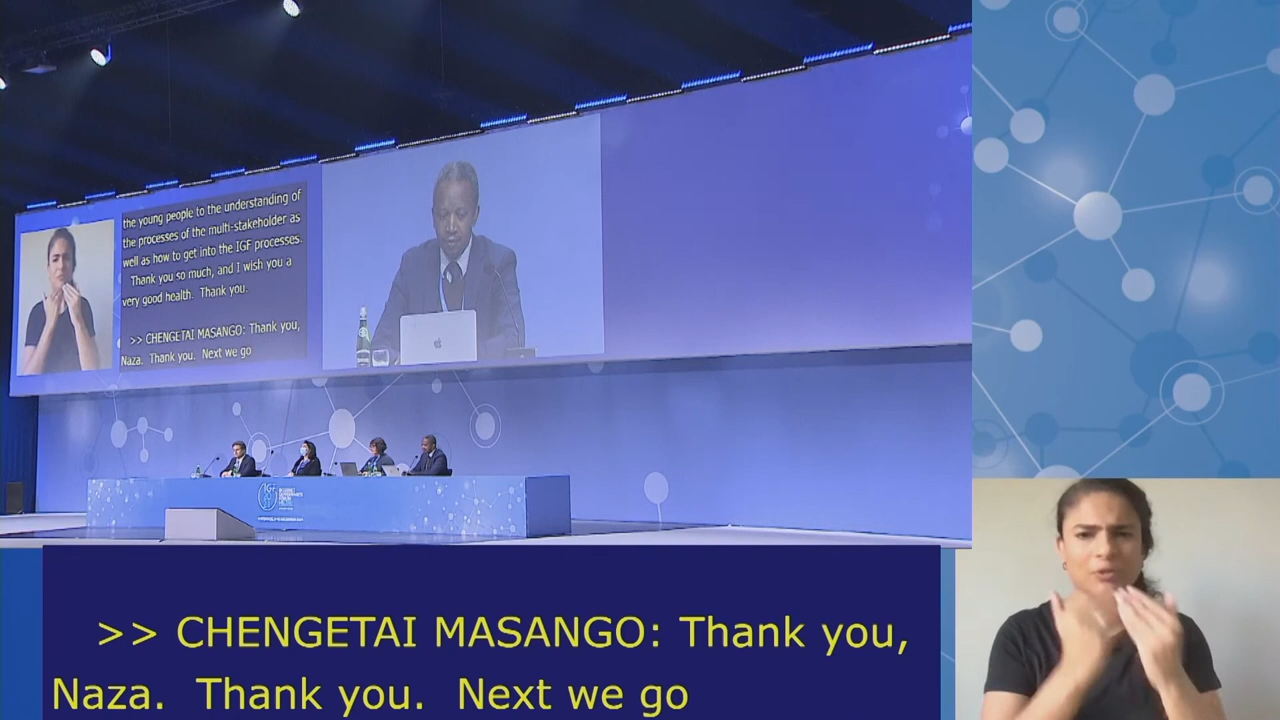 the young people to the understanding of
the processes of the multi-stakeholder as
well as how to get into the IGF processes.
Thank you so much, and I wish you a
very good health. Thank you.
>> CHENGETAI MASANGO: Thank you,
Naza. Thank you. Next we go
>> CHENGETAI MASANGO: Thank you,
Naza. Thank you. Next we go